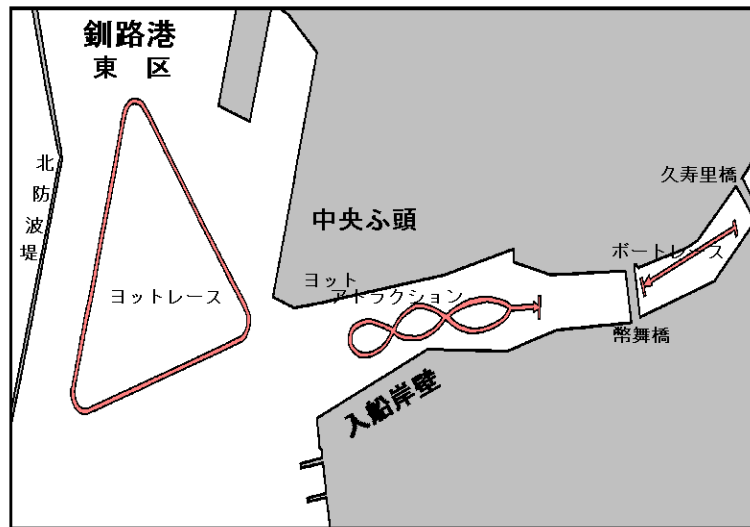 釧路港
東 区
北防波堤
久寿里橋
中央ふ頭
ボートレース
ヨット
アトラクション
ヨットレース
幣舞橋
入船岸壁